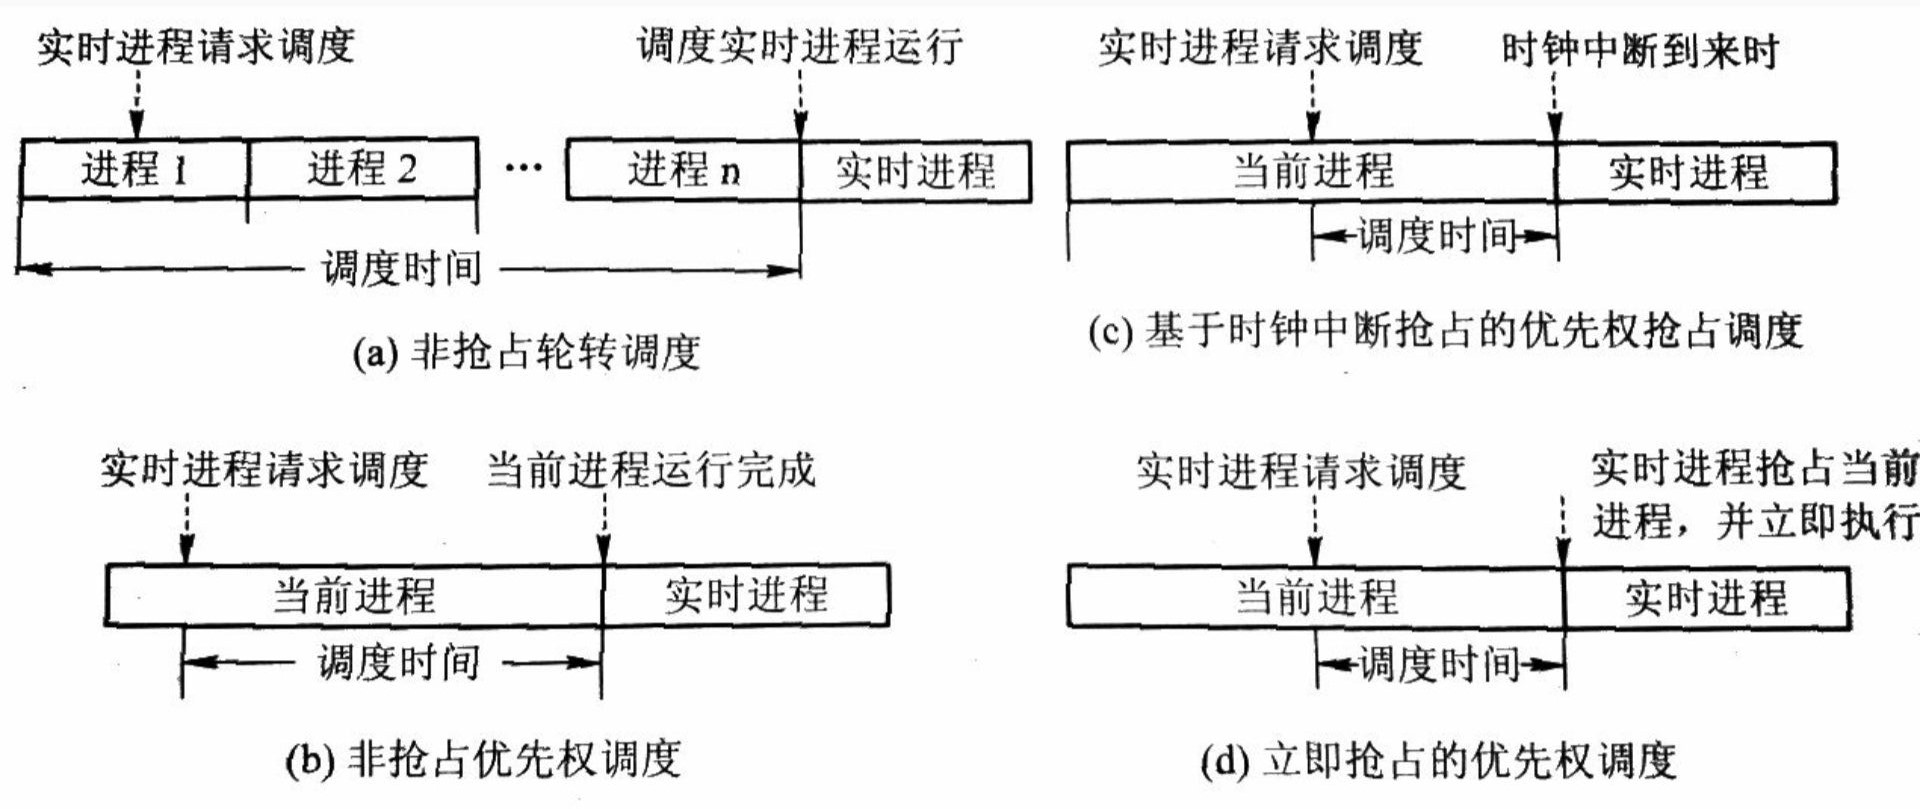 实时进程请求调度
调度实时进程运行
进程 1
进程 2
···
进程 n
实时进程
调度时间
(a) 非抢占轮转调度
实时进程请求调度
时钟中断到来时
当前进程
实时进程
调度时间
(c) 基于时钟中断抢占的优先权抢占调度
实时进程请求调度
当前进程运行完成
当前进程
实时进程
调度时间
(b) 非抢占优先权调度
实时进程请求调度
实时进程抢占当前
进程，并立即执行
当前进程
实时进程
调度时间
(d) 立即抢占的优先权调度